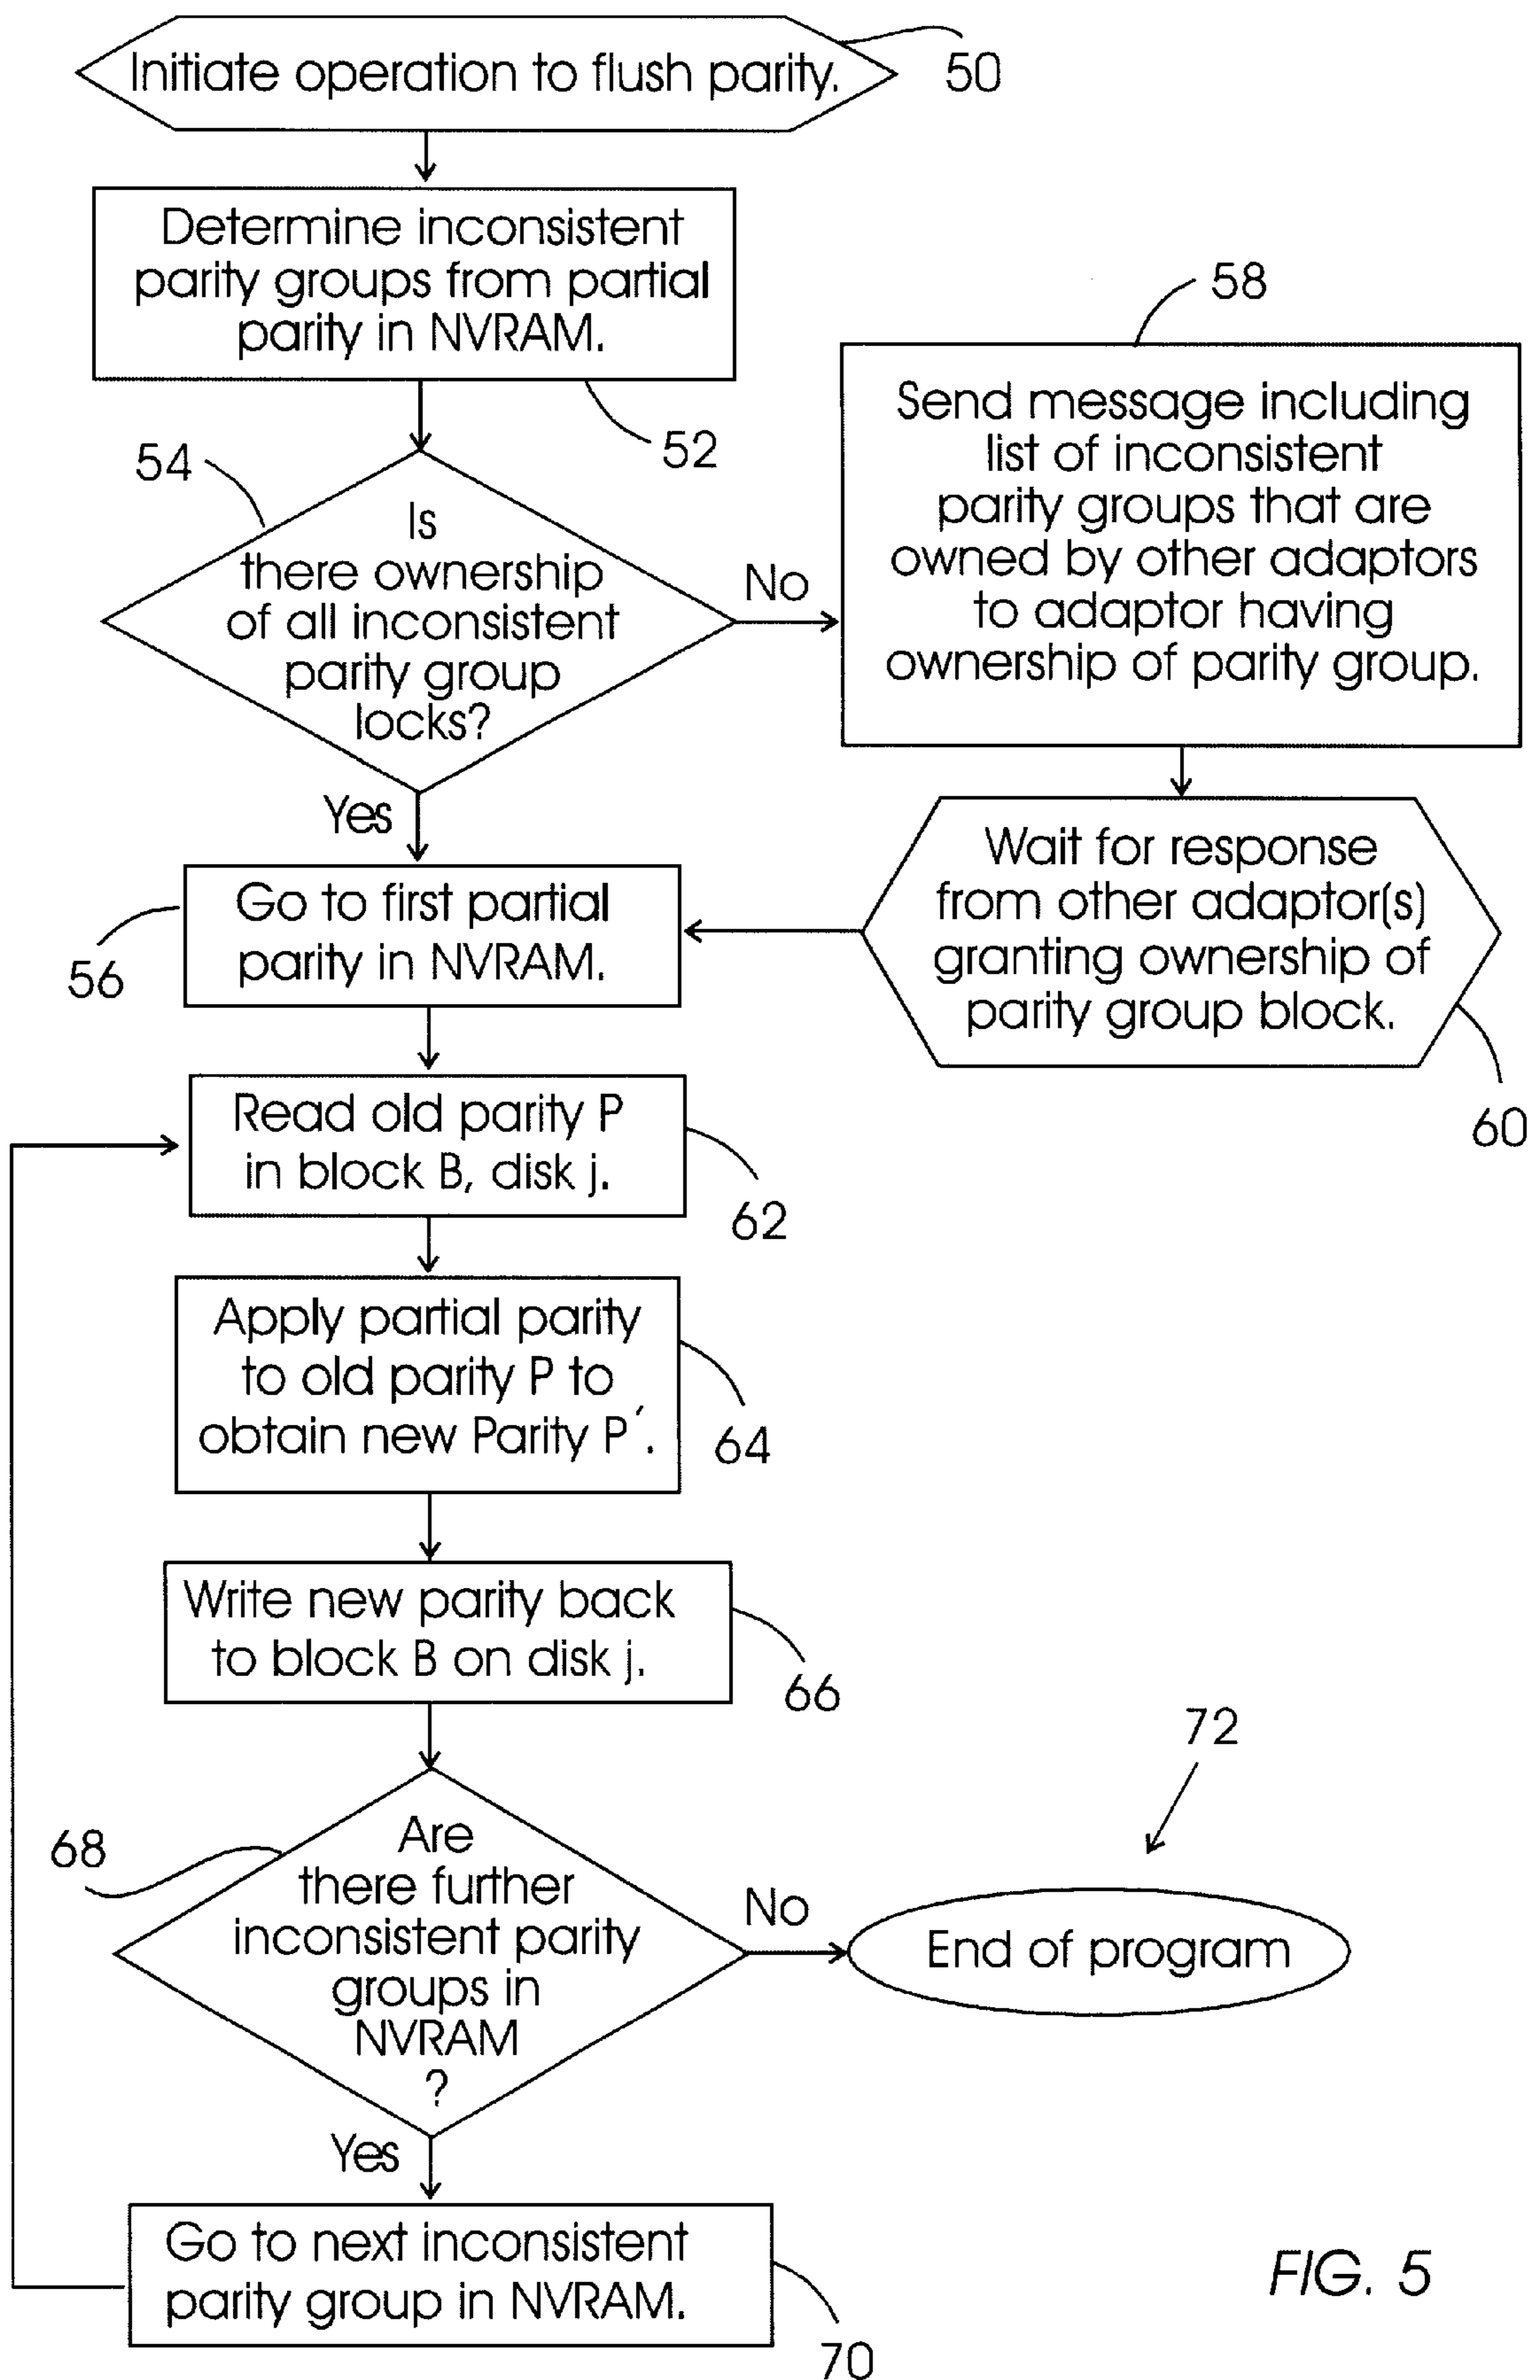 Initiate operation to flush parity.
50
Determine inconsistent
parity groups from partial
parity in NVRAM.
52
54
Is
there ownership
of all inconsistent
parity group
locks?
No
Yes
58
Send message including
list of inconsistent
parity groups that are
owned by other adaptors
to adaptor having
ownership of parity group.
Wait for response
from other adaptor(s)
granting ownership of
parity group block.
60
Go to first partial
parity in NVRAM.
56
Read old parity P
in block B, disk j.
62
Apply partial parity
to old parity P to
obtain new Parity P´.
64
Write new parity back
to block B on disk j.
66
68
Are
there further
inconsistent parity
groups in
NVRAM
?
No
Yes
72
End of program
Go to next inconsistent
parity group in NVRAM.
70
FIG. 5